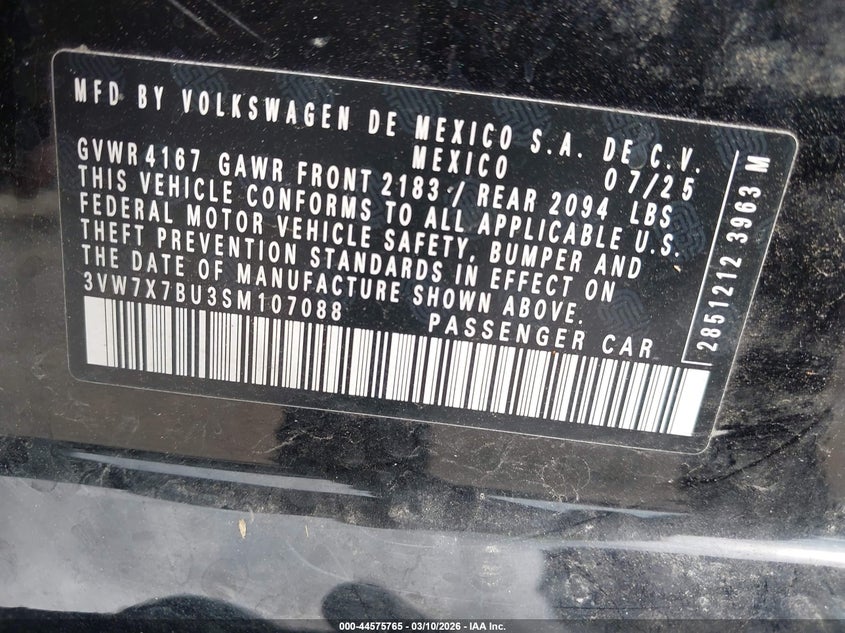 MFD BY VOLKSWAGEN DE MEXICO S.A. DE C.V.
MEXICO 07/25
GVWR 4167 GAWR FRONT 2183 / REAR 2094 LBS
THIS VEHICLE CONFORMS TO ALL APPLICABLE U.S.
FEDERAL MOTOR VEHICLE SAFETY, BUMPER AND
THEFT PREVENTION STANDARDS IN EFFECT ON
THE DATE OF MANUFACTURE SHOWN ABOVE.
3VW7X7BU3SM107088 PASSENGER CAR
2851212 3963 M
000-44575765 — 03/10/2026 — © IAA Inc.